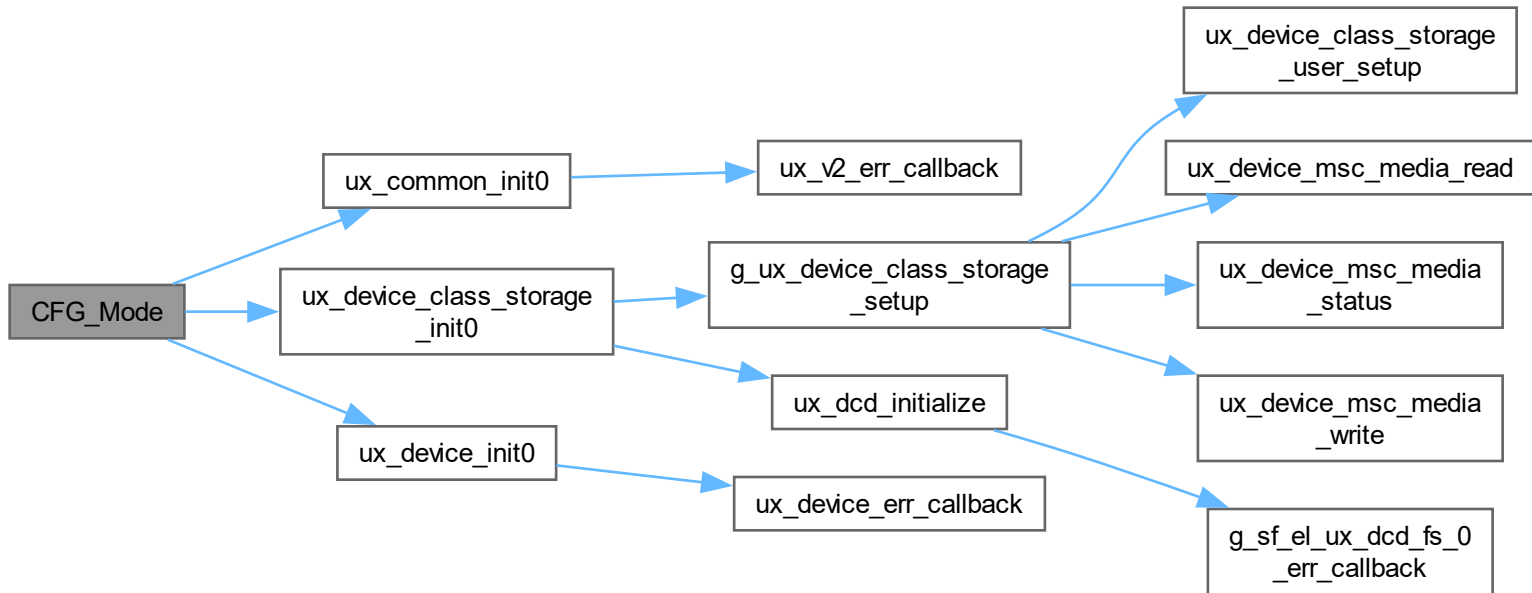 CFG_Mode
ux_common_init0
ux_v2_err_callback
ux_device_class_storage
_init0
g_ux_device_class_storage
_setup
ux_device_class_storage
_user_setup
ux_device_msc_media_read
ux_device_msc_media
_status
ux_device_msc_media
_write
ux_dcd_initialize
g_sf_el_ux_dcd_fs_0
_err_callback
ux_device_init0
ux_device_err_callback